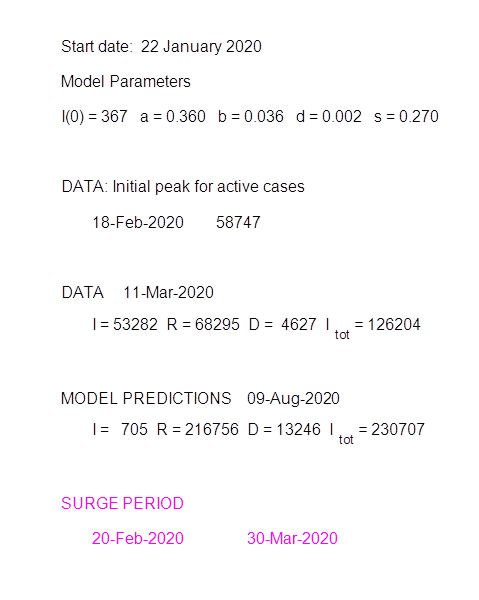 Start date: 22 January 2020
Model Parameters
I(0) = 367 a = 0.360 b = 0.036 d = 0.002 s = 0.270
DATA: Initial peak for active cases
18-Feb-2020 58747
DATA 11-Mar-2020
I = 53282 R = 68295 D = 4627 I tot = 126204
MODEL PREDICTIONS 09-Aug-2020
I = 705 R = 216756 D = 13246 I tot = 230707
SURGE PERIOD
20-Feb-2020 30-Mar-2020